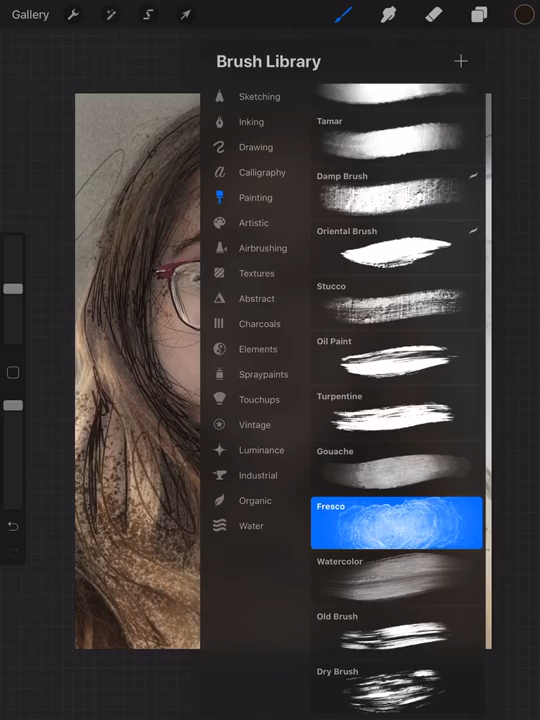 Gallery
Brush Library
Sketching
Inking
Drawing
Calligraphy
Painting
Artistic
Airbrushing
Textures
Abstract
Charcoals
Elements
Spraypaints
Touchups
Vintage
Luminance
Industrial
Organic
Water
Tamar
Damp Brush
Oriental Brush
Stucco
Oil Paint
Turpentine
Gouache
Fresco
Watercolor
Old Brush
Dry Brush